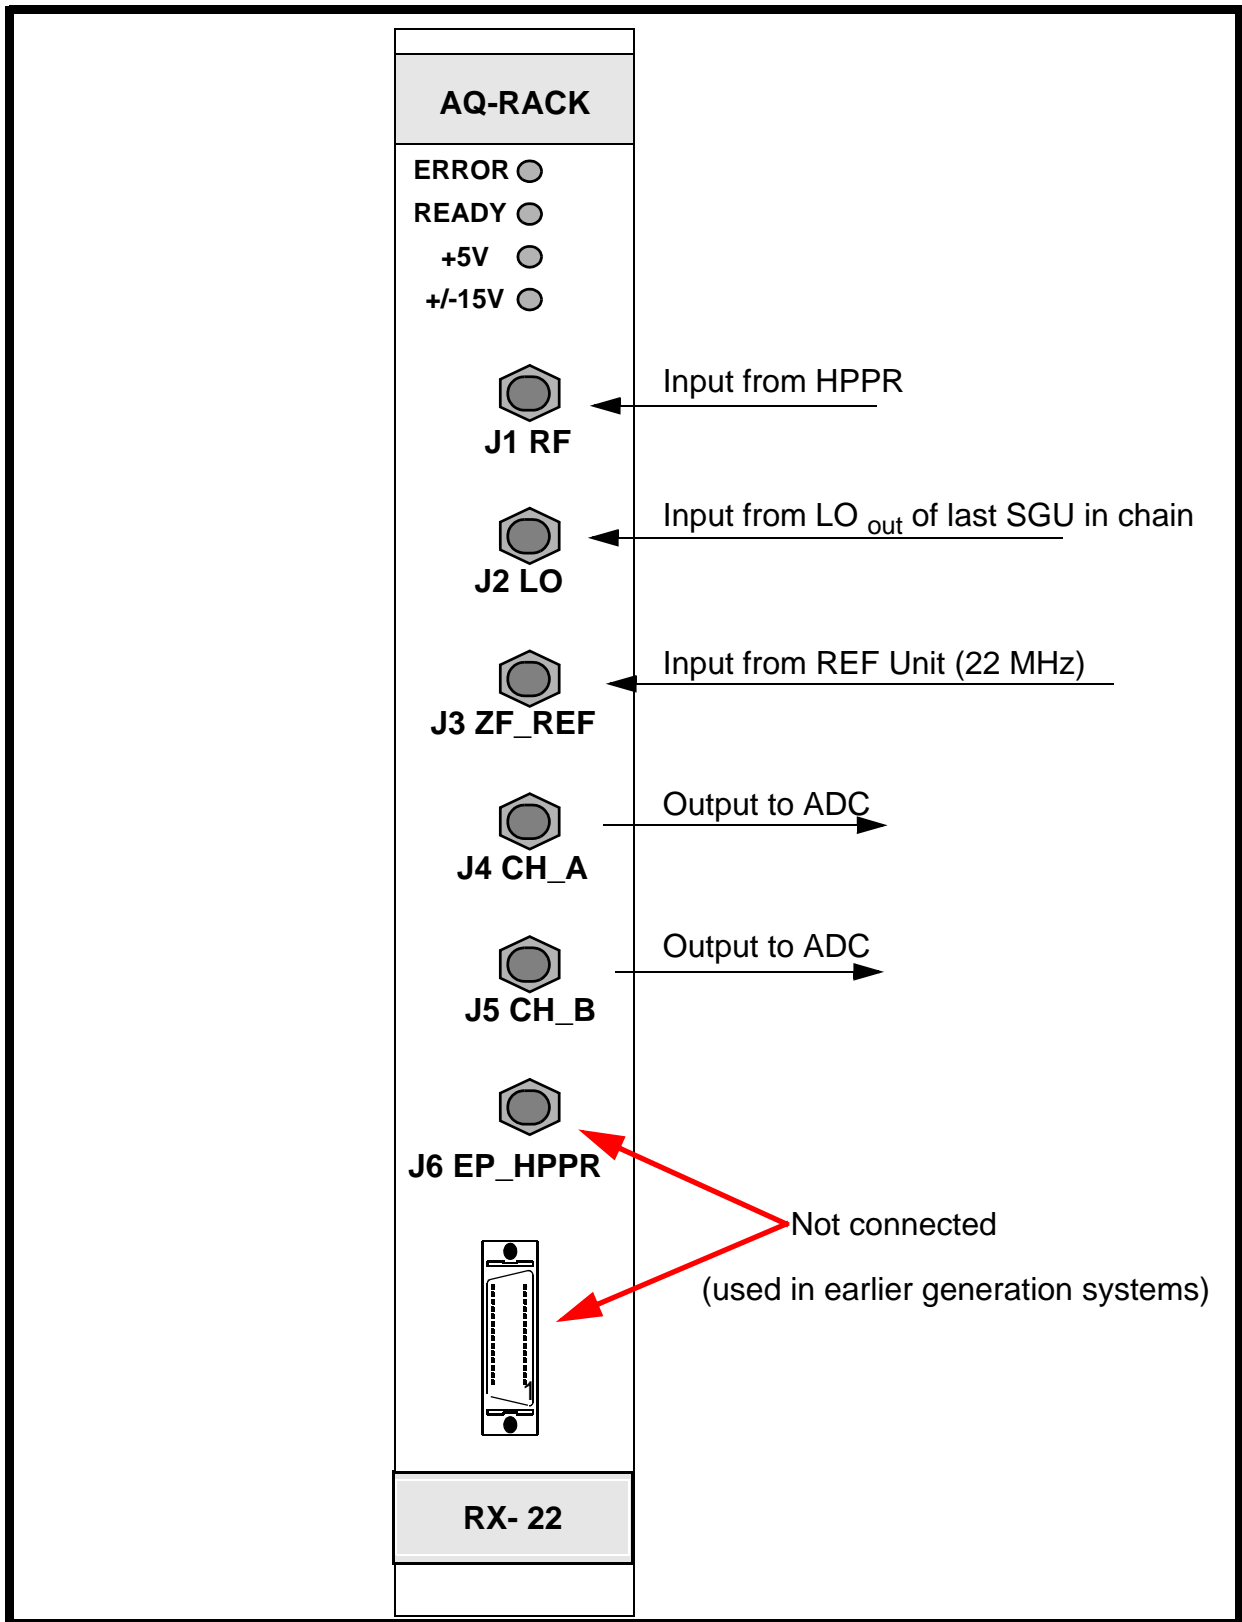 AQ-RACK
ERROR
READY
+5V
+/-15V
Input from HPPR
J1 RF
Input from LO out of last SGU in chain
J2 LO
Input from REF Unit (22 MHz)
J3 ZF_REF
Output to ADC
J4 CH_A
Output to ADC
J5 CH_B
J6 EP_HPPR
Not connected
(used in earlier generation systems)
1
RX- 22